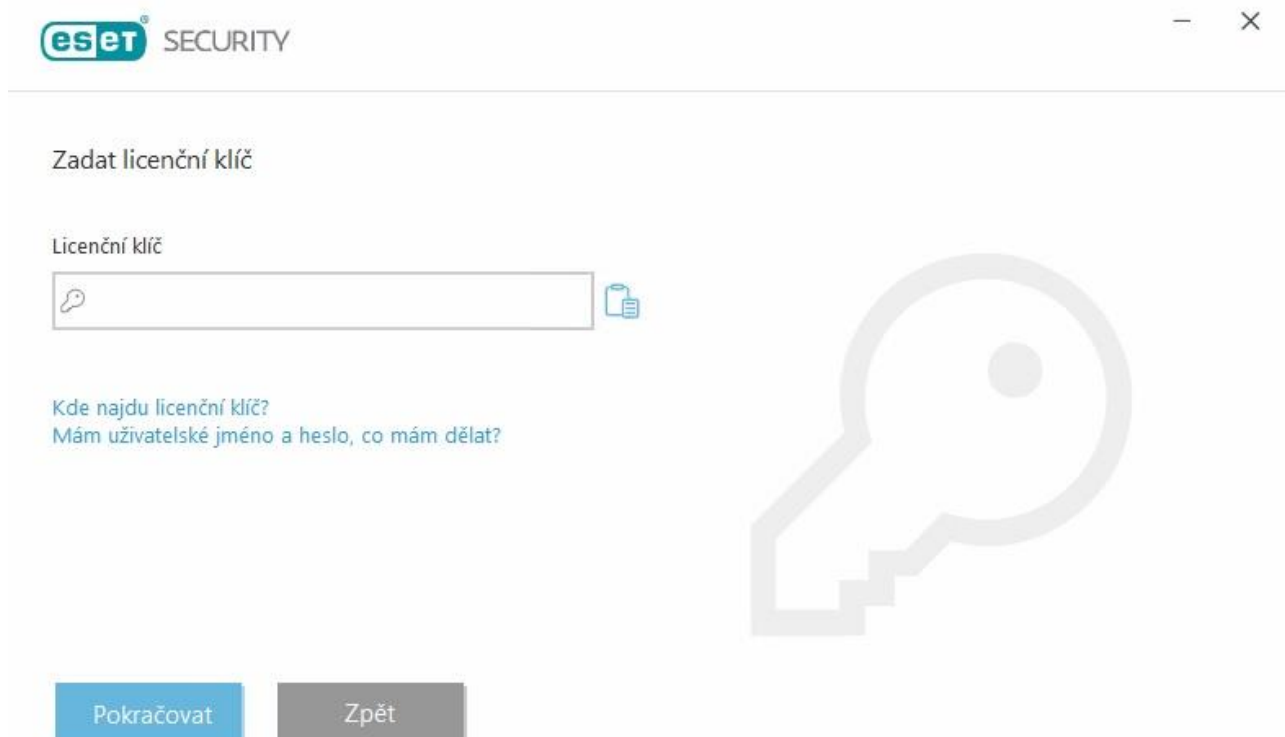 eset® SECURITY
Zadat licenční klíč
Licenční klíč
Kde najdu licenční klíč?
Mám uživatelské jméno a heslo, co mám dělat?
Pokračovat Zpět